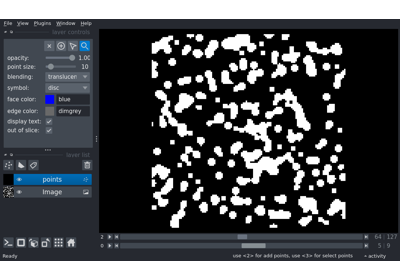 File View Plugins Window Help
layer controls
opacity: 1.00
point size: 10
blending: translucen
symbol: disc
face color: blue
edge color: dimgrey
display text:
out of slice:
layer list
points
Image
2 64 127
0 5 9
Ready use <2> for add points, use <3> for select points activity